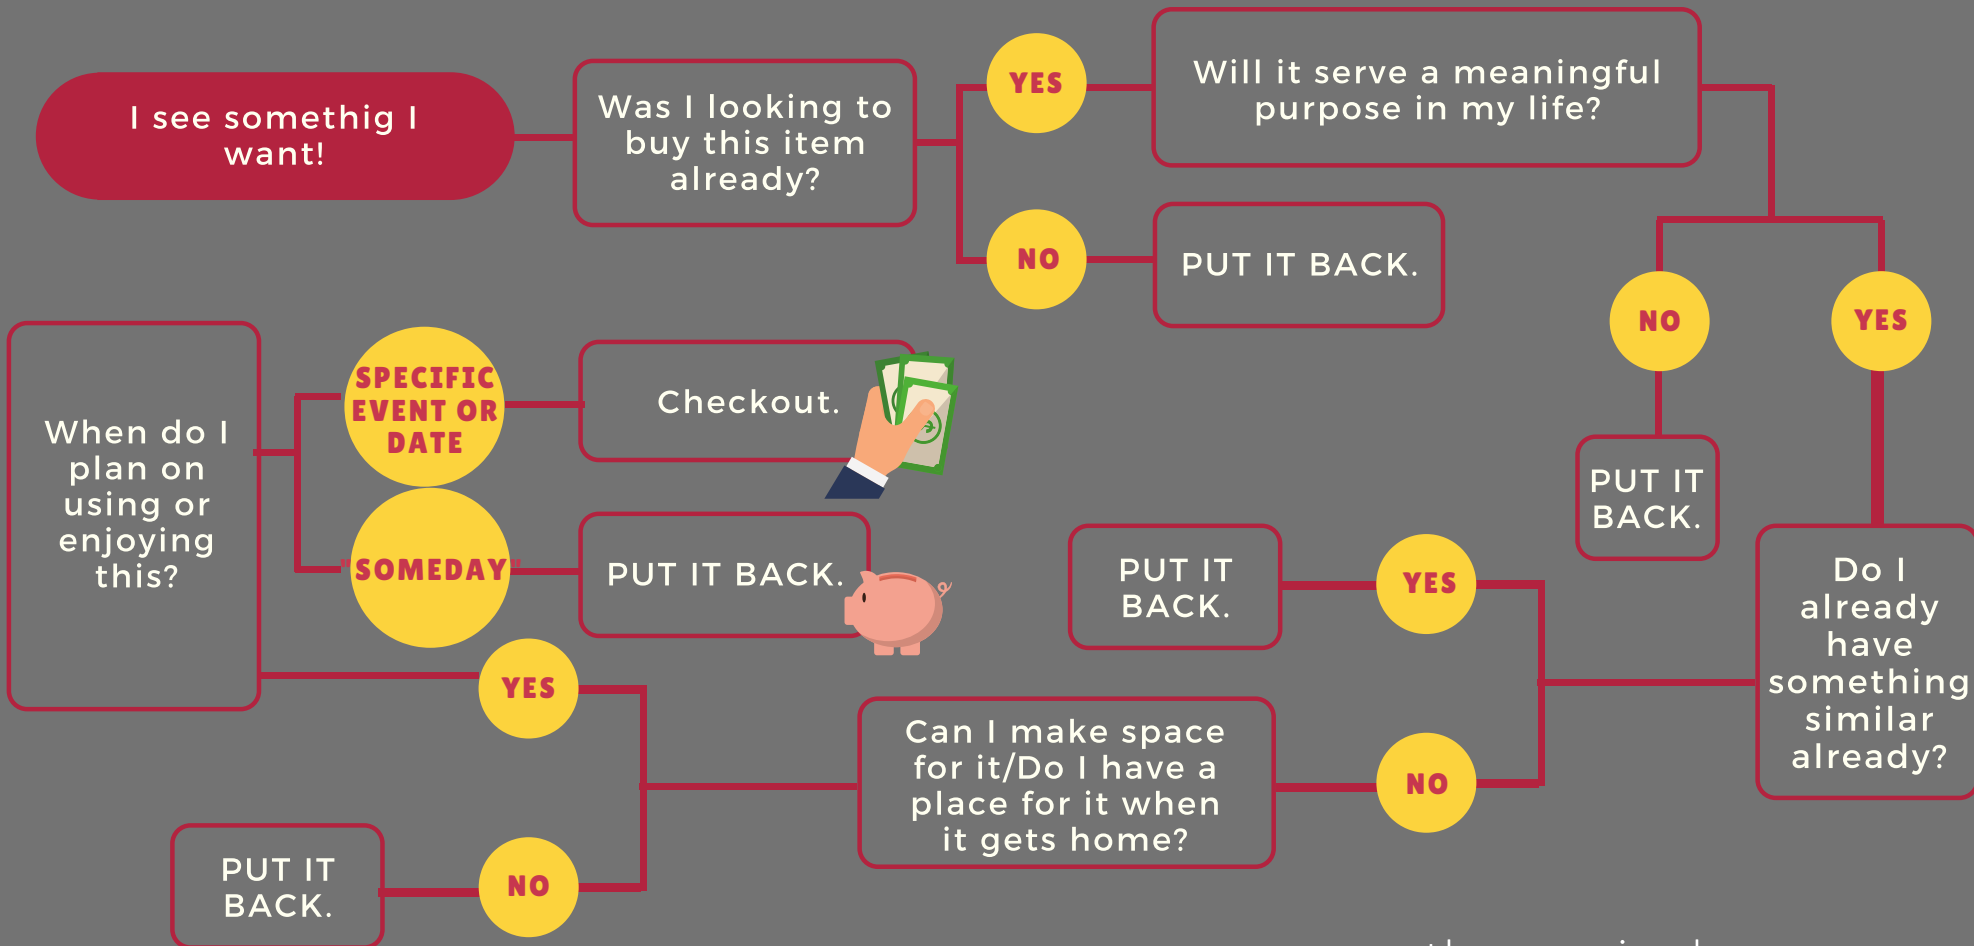 I see somethig I
want!
Was I looking to
buy this item
already?
YES
Will it serve a meaningful
purpose in my life?
NO
PUT IT BACK.
NO
PUT IT
BACK.
YES
Do I
already
have
something
similar
already?
YES
PUT IT
BACK.
NO
Can I make space
for it/Do I have a
place for it when
it gets home?
YES
NO
PUT IT
BACK.
When do I
plan on
using or
enjoying
this?
SPECIFIC
EVENT OR
DATE
Checkout.
"SOMEDAY"
PUT IT BACK.